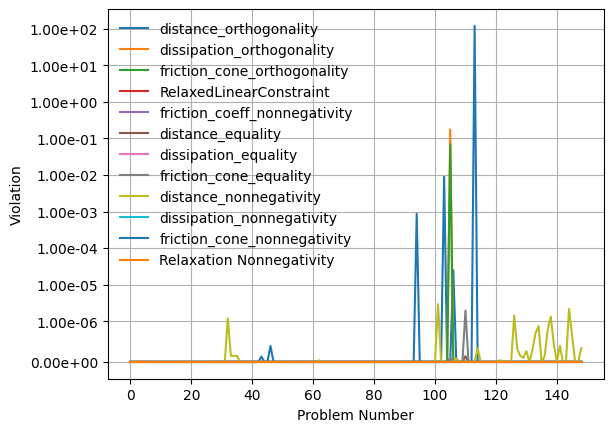 1.00e+02
1.00e+01
1.00e+00
1.00e-01
1.00e-02
1.00e-03
1.00e-04
1.00e-05
1.00e-06
0.00e+00
Violation
distance_orthogonality
dissipation_orthogonality
friction_cone_orthogonality
RelaxedLinearConstraint
friction_coeff_nonnegativity
distance_equality
dissipation_equality
friction_cone_equality
distance_nonnegativity
dissipation_nonnegativity
friction_cone_nonnegativity
Relaxation Nonnegativity
0 20 40 60 80 100 120 140
Problem Number